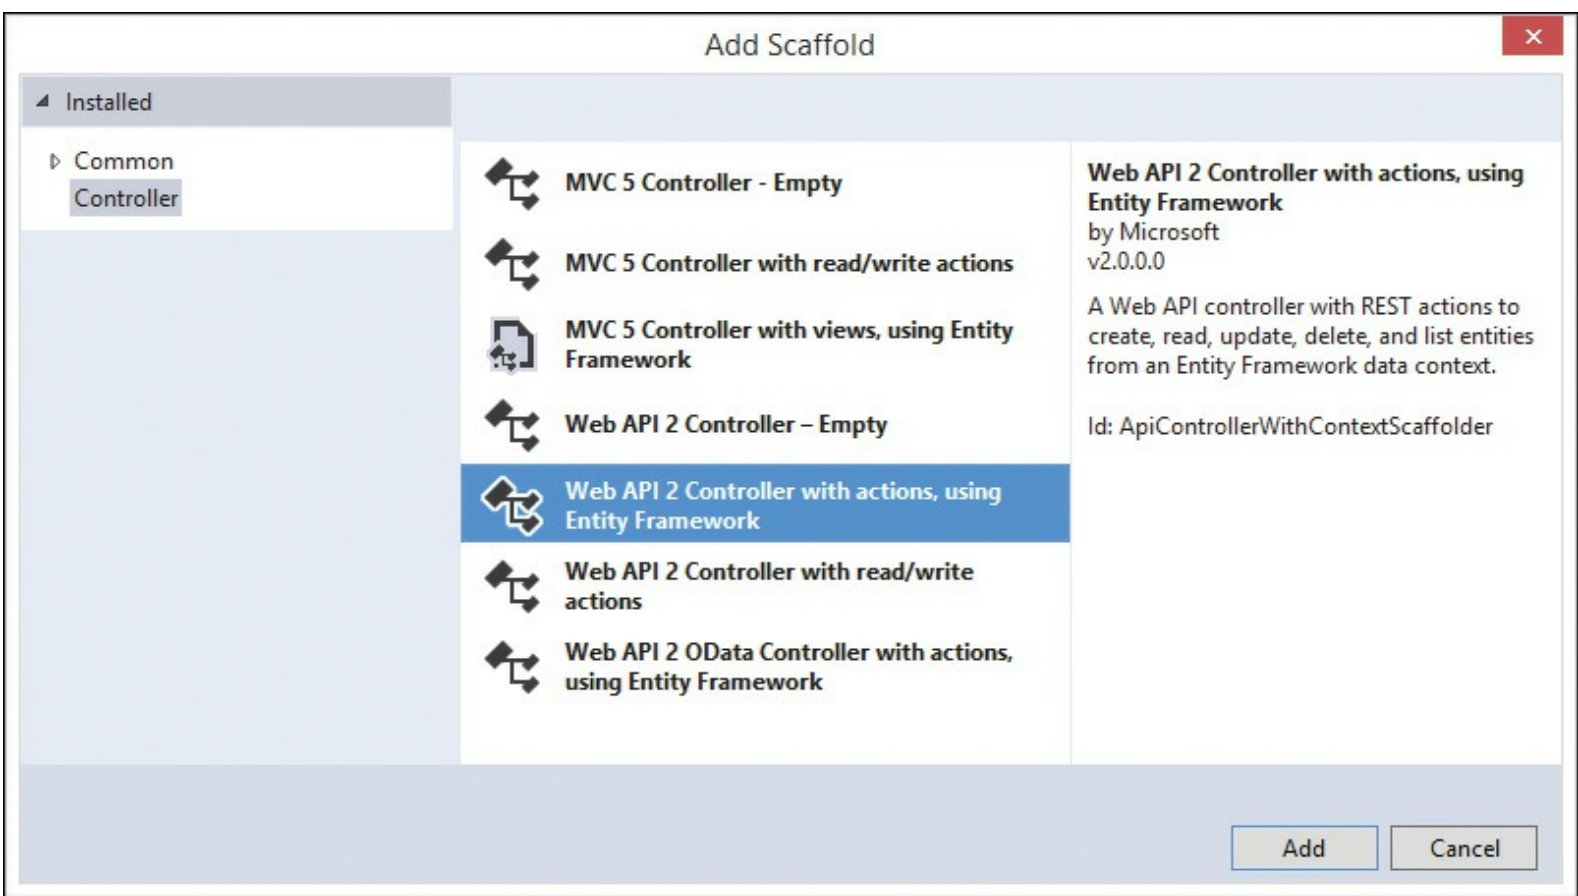 Add Scaffold
Installed
Common
Controller
MVC 5 Controller - Empty
MVC 5 Controller with read/write actions
MVC 5 Controller with views, using Entity
Framework
Web API 2 Controller – Empty
Web API 2 Controller with actions, using
Entity Framework
Web API 2 Controller with read/write
actions
Web API 2 OData Controller with actions,
using Entity Framework
Web API 2 Controller with actions, using
Entity Framework
by Microsoft
v2.0.0.0
A Web API controller with REST actions to
create, read, update, delete, and list entities
from an Entity Framework data context.
Id: ApiControllerWithContextScaffolder
Add
Cancel